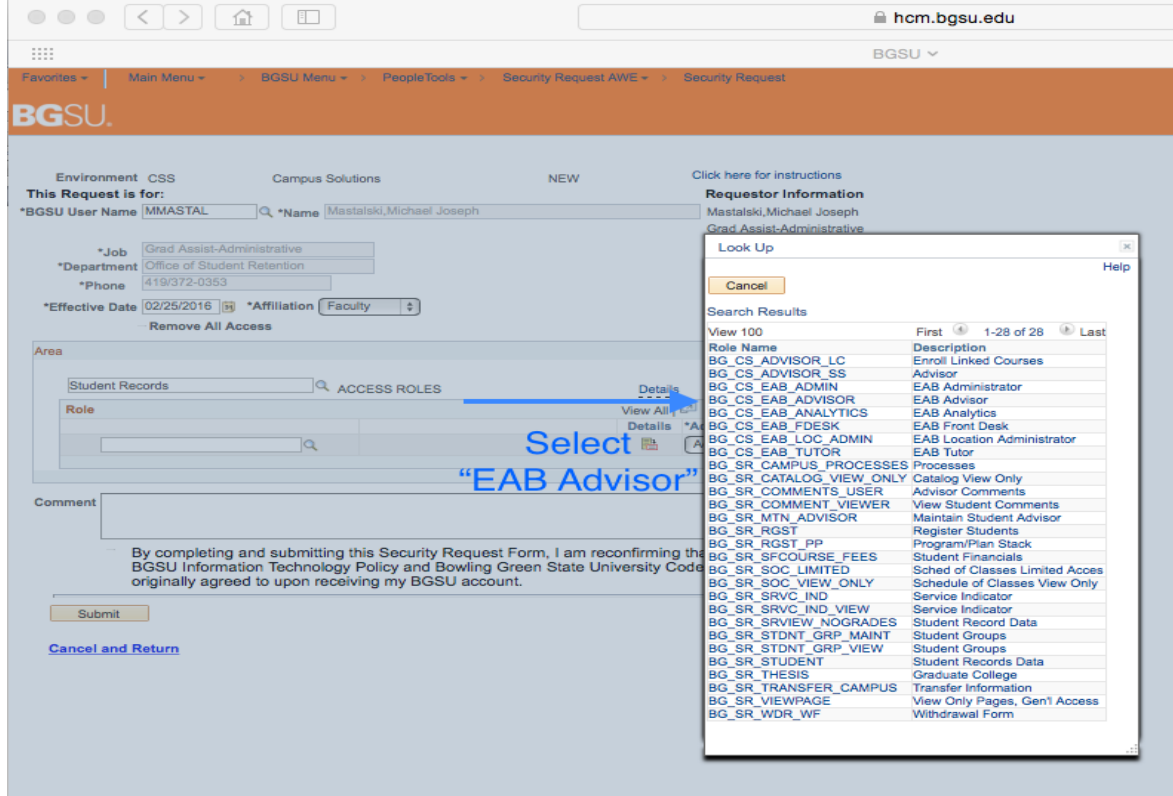 hcm.bgsu.edu
BGSU
Favorites Main Menu > BGSU Menu > PeopleTools > Security Request AWE > Security Request
BGSU.
Environment CSS Campus Solutions NEW Click here for instructions
This Request is for: Requestor Information
*BGSU User Name MMASTAL *Name Mastalski,Michael Joseph Mastalski,Michael Joseph
Grad Assist-Administrative
*Job Grad Assist-Administrative
*Department Office of Student Retention
*Phone 419/372-0353
*Effective Date 02/25/2016 *Affiliation Faculty
Remove All Access
Area
Student Records ACCESS ROLES Details
Role View All
Details *Ac
A
Select
“EAB Advisor”
Comment
By completing and submitting this Security Request Form, I am reconfirming tha
BGSU Information Technology Policy and Bowling Green State University Code
originally agreed to upon receiving my BGSU account.
Submit
Cancel and Return
Look Up
Help
Cancel
Search Results
View 100 First 1-28 of 28 Last
Role Name Description
BG_CS_ADVISOR_LC Enroll Linked Courses
BG_CS_ADVISOR_SS Advisor
BG_CS_EAB_ADMIN EAB Administrator
BG_CS_EAB_ADVISOR EAB Advisor
BG_CS_EAB_ANALYTICS EAB Analytics
BG_CS_EAB_FDESK EAB Front Desk
BG_CS_EAB_LOC_ADMIN EAB Location Administrator
BG_CS_EAB_TUTOR EAB Tutor
BG_SR_CAMPUS_PROCESSES Processes
BG_SR_CATALOG_VIEW_ONLY Catalog View Only
BG_SR_COMMENTS_USER Advisor Comments
BG_SR_COMMENT_VIEWER View Student Comments
BG_SR_MTN_ADVISOR Maintain Student Advisor
BG_SR_RGST Register Students
BG_SR_RGST_PP Program/Plan Stack
BG_SR_SFCOURSE_FEES Student Financials
BG_SR_SOC_LIMITED Sched of Classes Limited Acces
BG_SR_SOC_VIEW_ONLY Schedule of Classes View Only
BG_SR_SRVC_IND Service Indicator
BG_SR_SRVC_IND_VIEW Service Indicator
BG_SR_SRVIEW_NOGRADES Student Record Data
BG_SR_STDNT_GRP_MAINT Student Groups
BG_SR_STDNT_GRP_VIEW Student Groups
BG_SR_STUDENT Student Records Data
BG_SR_THESIS Graduate College
BG_SR_TRANSFER_CAMPUS Transfer Information
BG_SR_VIEWPAGE View Only Pages, Gen'l Access
BG_SR_WDR_WF Withdrawal Form